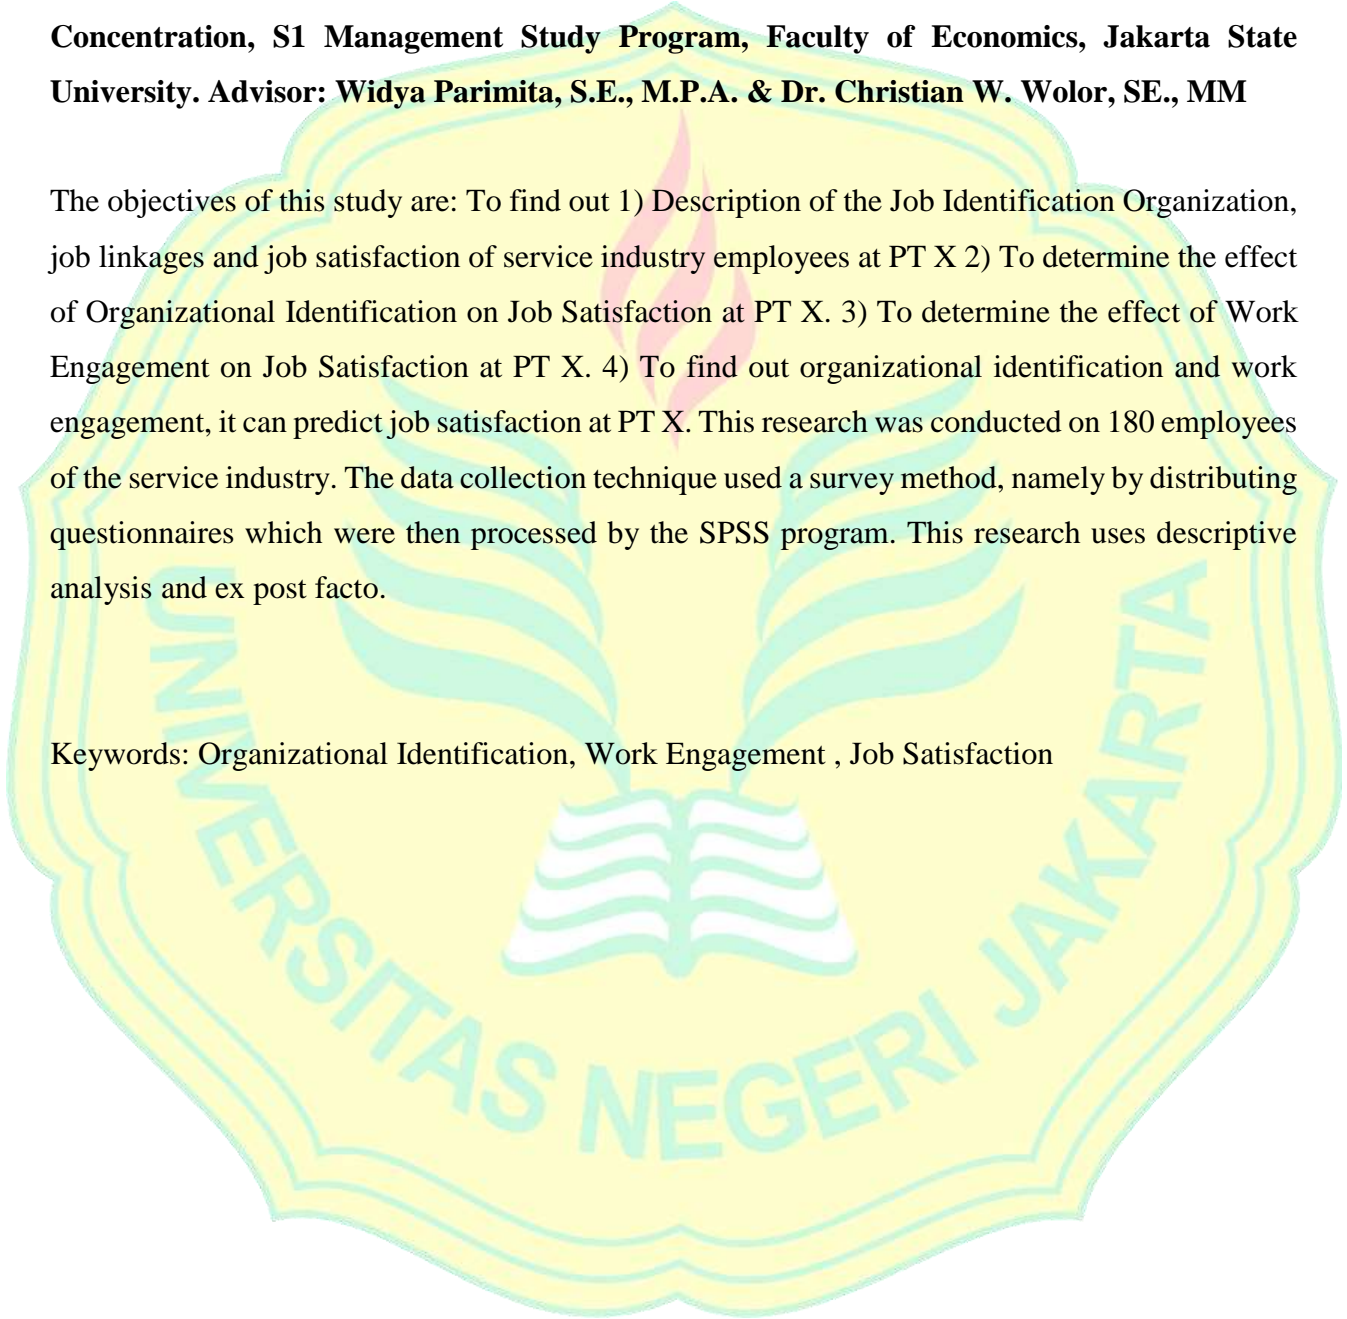 Concentration, S1 Management Study Program, Faculty of Economics, Jakarta State
University. Advisor: Widya Parimita, S.E., M.P.A. & Dr. Christian W. Wolor, SE., MM
The objectives of this study are: To find out 1) Description of the Job Identification Organization,
job linkages and job satisfaction of service industry employees at PT X 2) To determine the effect
of Organizational Identification on Job Satisfaction at PT X. 3) To determine the effect of Work
Engagement on Job Satisfaction at PT X. 4) To find out organizational identification and work
engagement, it can predict job satisfaction at PT X. This research was conducted on 180 employees
of the service industry. The data collection technique used a survey method, namely by distributing
questionnaires which were then processed by the SPSS program. This research uses descriptive
analysis and ex post facto.
Keywords: Organizational Identification, Work Engagement , Job Satisfaction
UNIVERSITAS NEGERI JAKARTA